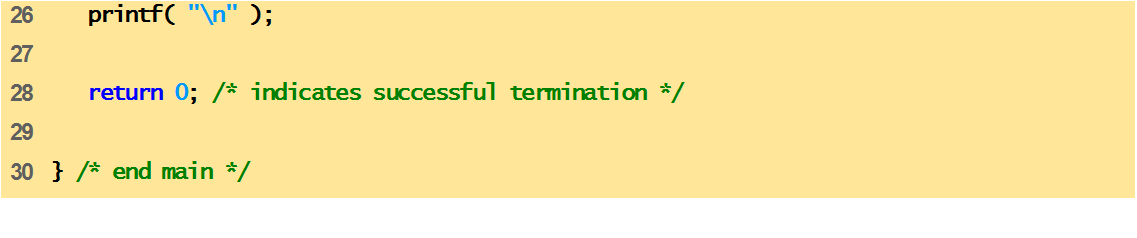 26 printf( "\n" );
27
28 return 0; /* indicates successful termination */
29
30 } /* end main */